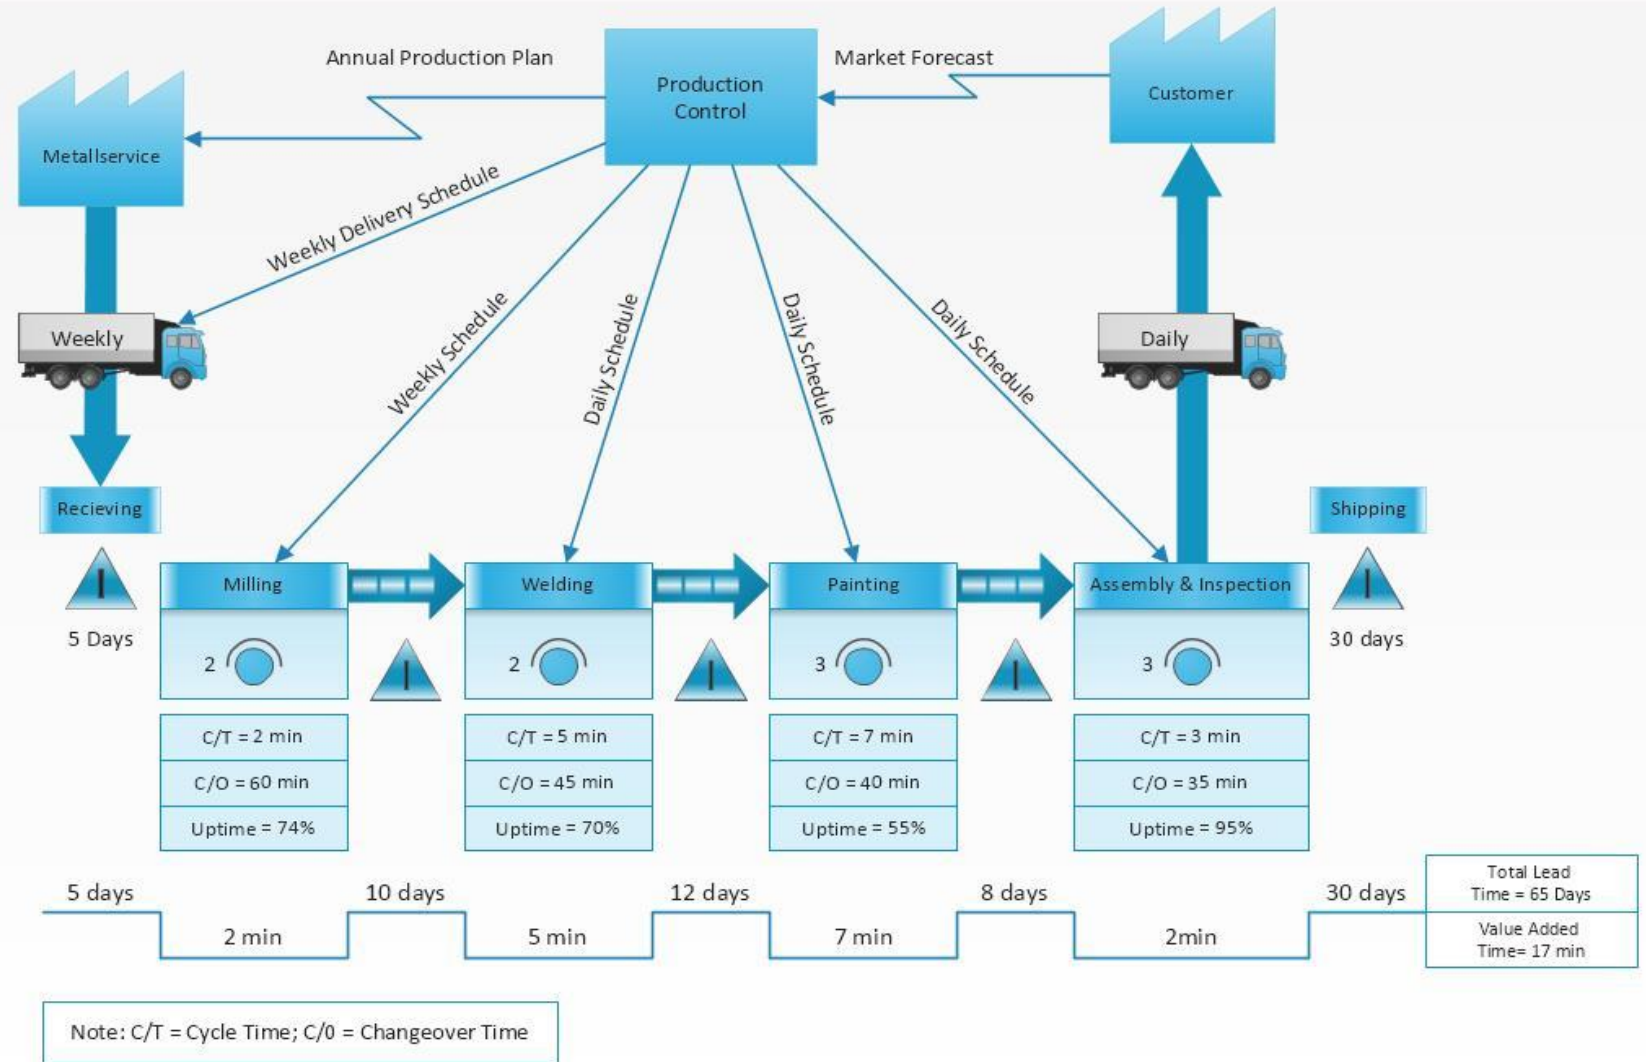 Annual Production Plan
Production
Control
Market Forecast
Customer
Metallservice
Weekly Delivery Schedule
Weekly Schedule
Daily Schedule
Daily Schedule
Daily Schedule
Weekly
Daily
Recieving
Shipping
5 Days
30 days
Milling
Welding
Painting
Assembly & Inspection
I
I
I
I
I
2
2
3
3
C/T = 2 min
C/O = 60 min
Uptime = 74%
C/T = 5 min
C/O = 45 min
Uptime = 70%
C/T = 7 min
C/O = 40 min
Uptime = 55%
C/T = 3 min
C/O = 35 min
Uptime = 95%
5 days
10 days
12 days
8 days
30 days
2 min
5 min
7 min
2min
Total Lead
Time = 65 Days
Value Added
Time= 17 min
Note: C/T = Cycle Time; C/0 = Changeover Time